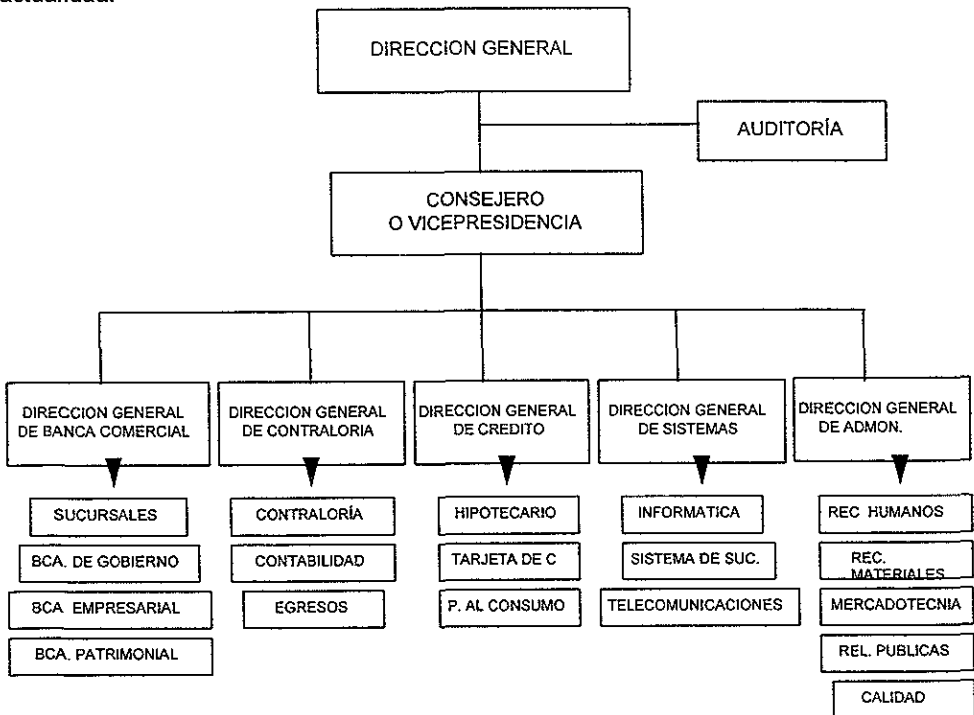 actualidad.
DIRECCION GENERAL
AUDITORÍA
CONSEJERO
O VICEPRESIDENCIA
DIRECCION GENERAL
DE BANCA COMERCIAL
DIRECCION GENERAL
DE CONTRALORIA
DIRECCION GENERAL
DE CREDITO
DIRECCION GENERAL
DE SISTEMAS
DIRECCION GENERAL
DE ADMON.
SUCURSALES
BCA. DE GOBIERNO
BCA EMPRESARIAL
BCA. PATRIMONIAL
CONTRALORÍA
CONTABILIDAD
EGRESOS
HIPOTECARIO
TARJETA DE C
P. AL CONSUMO
INFORMATICA
SISTEMA DE SUC.
TELECOMUNICACIONES
REC HUMANOS
REC.
MATERIALES
MERCADOTECNIA
REL. PUBLICAS
CALIDAD